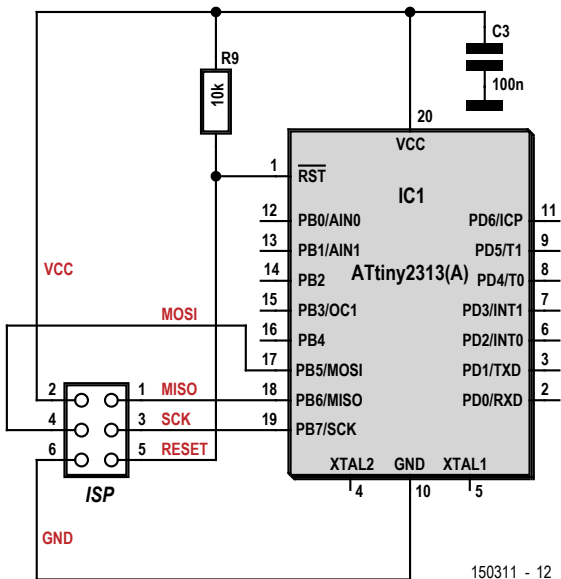 C3
R9
10k
100n
20
VCC
1
RST
IC1
12 PB0/AIN0 PD6/ICP 11
13 PB1/AIN1 PD5/T1 9
VCC
14 PB2 ATtiny2313(A) PD4/T0 8
15 PB3/OC1 PD3/INT1 7
MOSI
16 PB4 PD2/INT0 6
17 PB5/MOSI PD1/TXD 3
2 1 MISO 18 PB6/MISO PD0/RXD 2
4 3 SCK 19 PB7/SCK
6 5 RESET
XTAL2 GND XTAL1
ISP
4 10 5
GND
150311 - 12